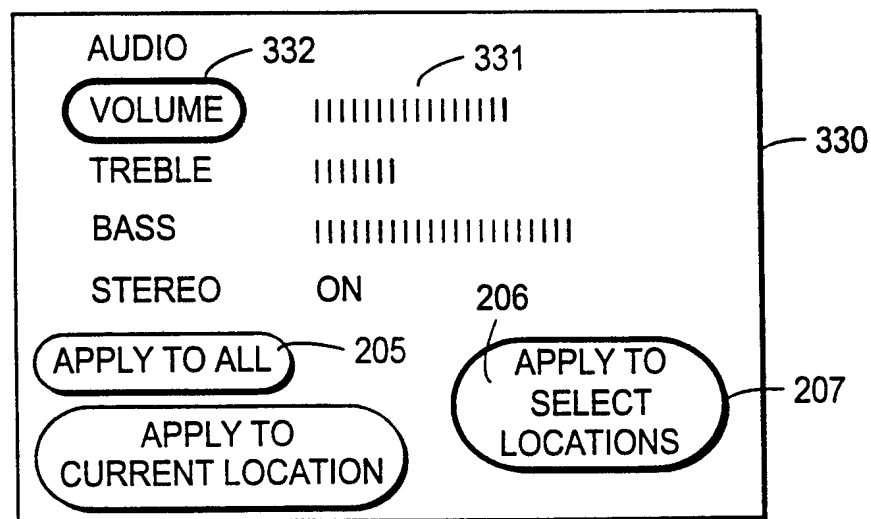 AUDIO 332 331
VOLUME
330
TREBLE
BASS
STEREO ON 206
APPLY TO ALL 205
APPLY TO
SELECT
LOCATIONS
207
APPLY TO
CURRENT LOCATION